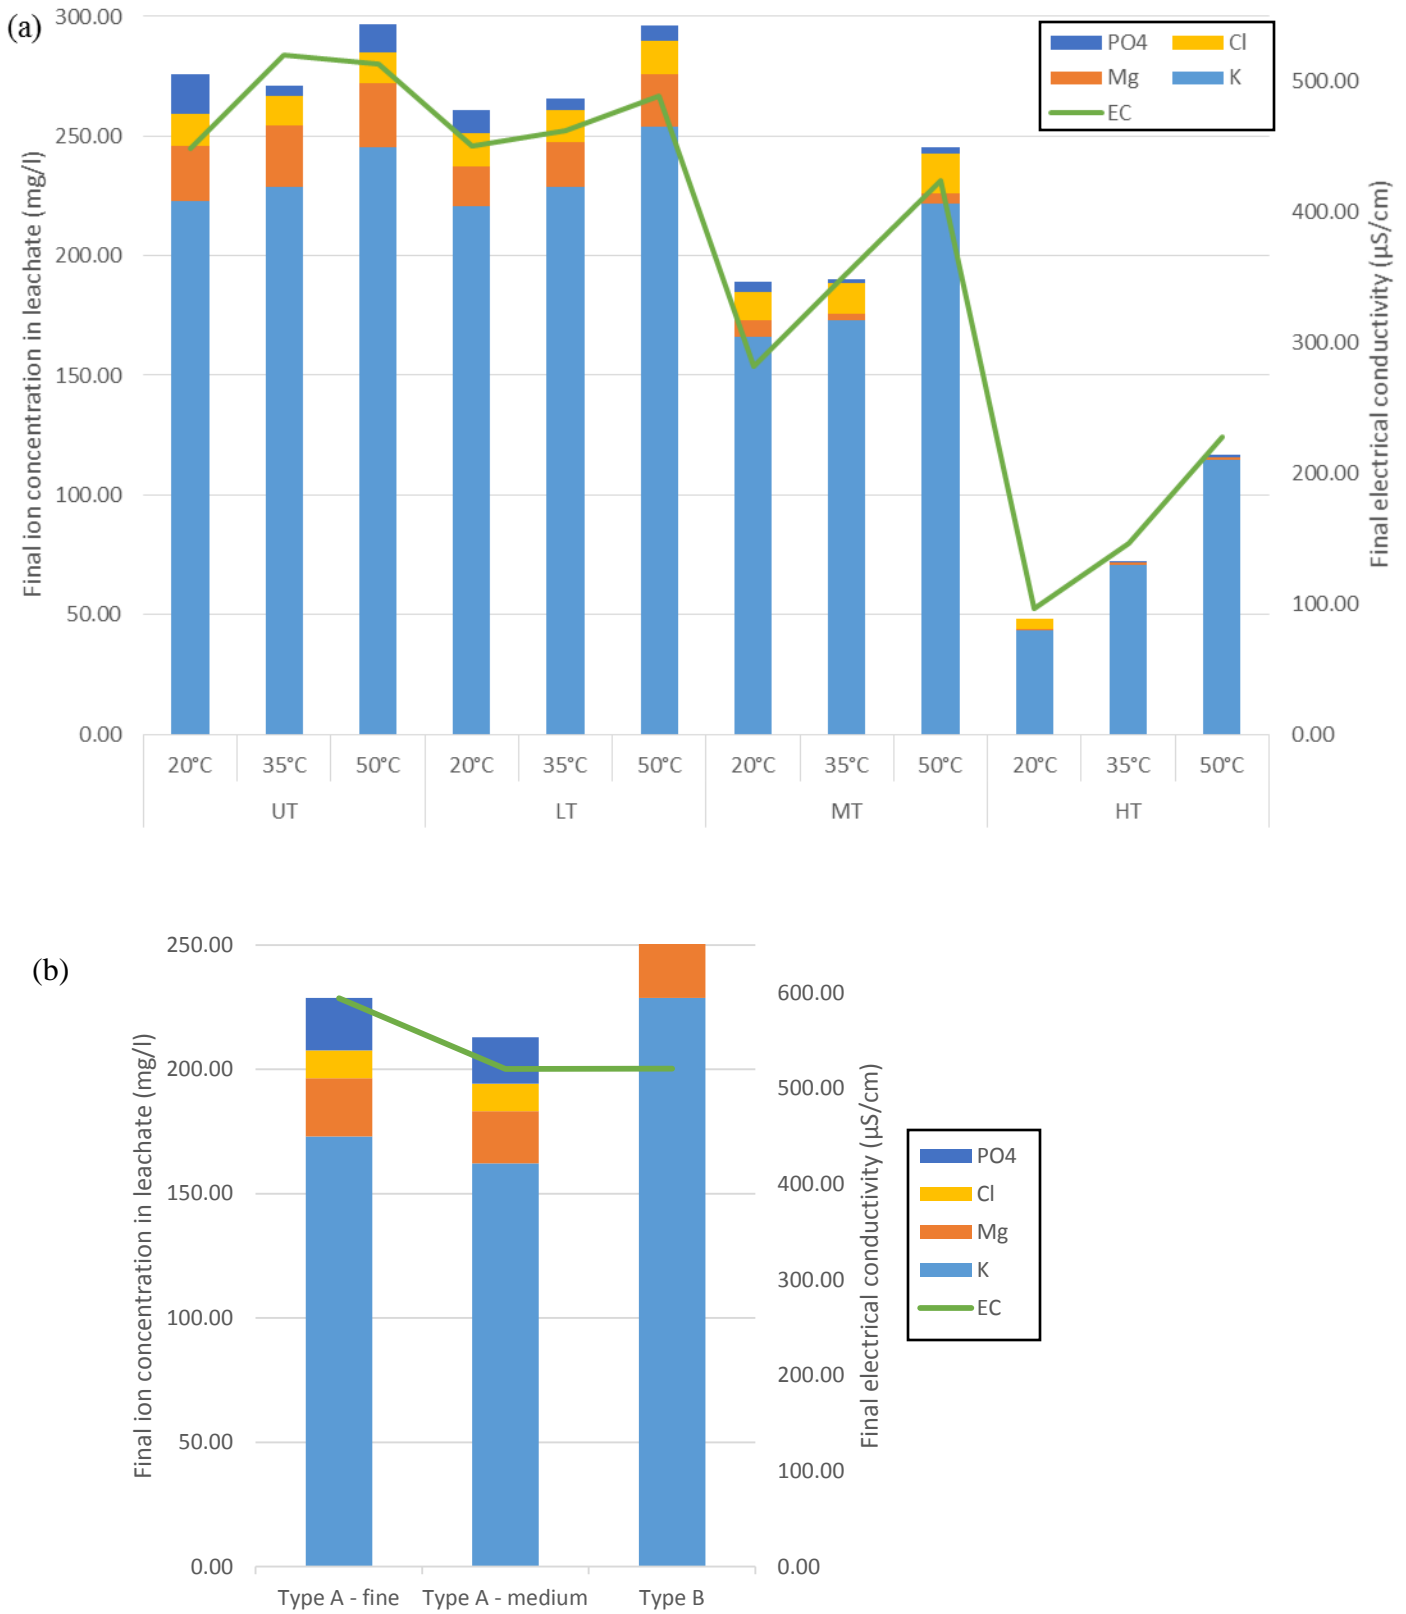 (a)
Final ion concentration in leachate (mg/l)
300.00
250.00
200.00
150.00
100.00
50.00
0.00
PO4 Cl
Mg K
EC
500.00
400.00
300.00
200.00
100.00
0.00
Final electrical conductivity (µS/cm)
20°C 35°C 50°C 20°C 35°C 50°C 20°C 35°C 50°C 20°C 35°C 50°C
UT LT MT HT
(b)
Final ion concentration in leachate (mg/l)
250.00
200.00
150.00
100.00
50.00
0.00
600.00
500.00
400.00
300.00
200.00
100.00
0.00
Final electrical conductivity (µS/cm)
PO4
Cl
Mg
K
EC
Type A - fine Type A - medium Type B